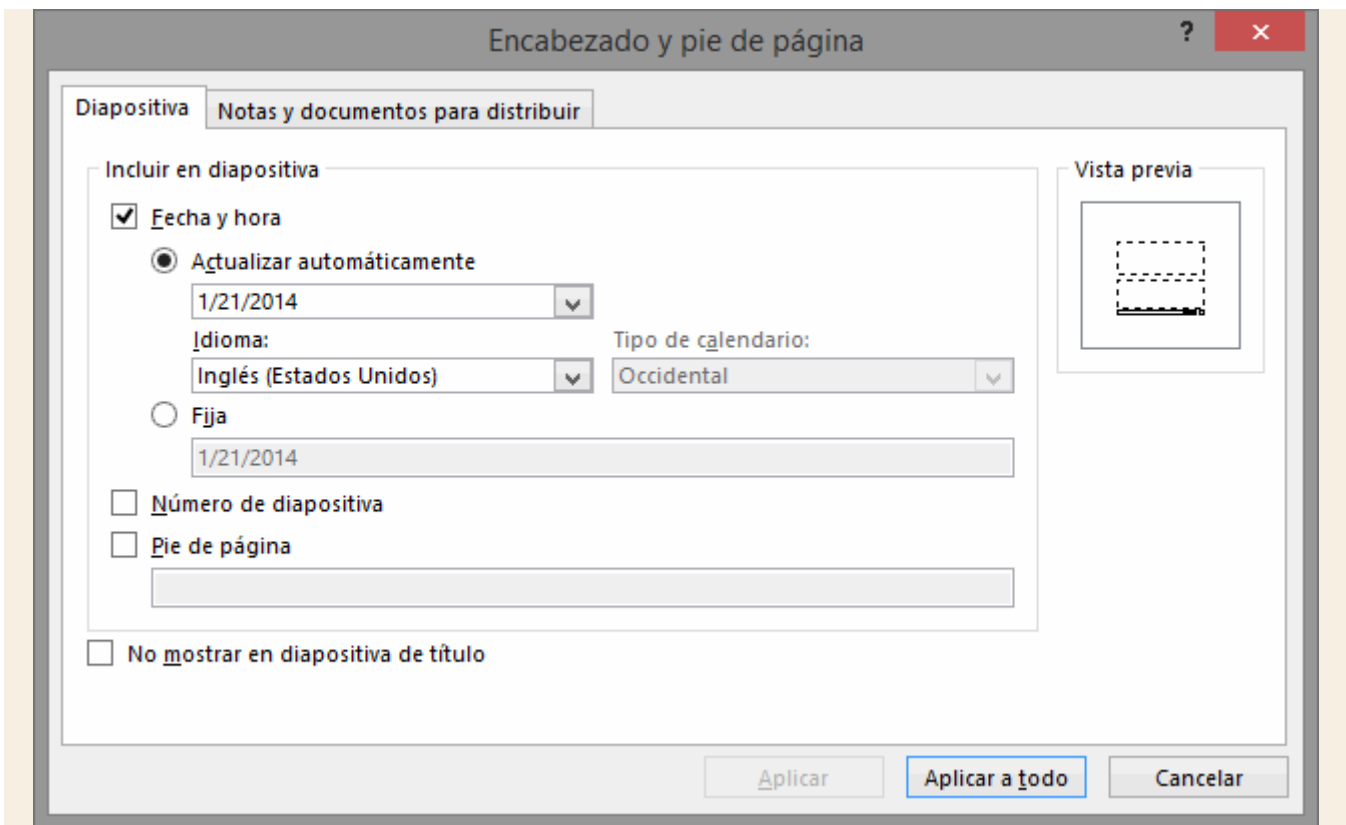 Encabezado y pie de página
?
Diapositiva
Notas y documentos para distribuir
Incluir en diapositiva
Vista previa
Fecha y hora
Actualizar automáticamente
1/21/2014
Idioma:
Tipo de calendario:
Inglés (Estados Unidos)
Occidental
Fija
1/21/2014
Número de diapositiva
Pie de página
No mostrar en diapositiva de título
Aplicar
Aplicar a todo
Cancelar